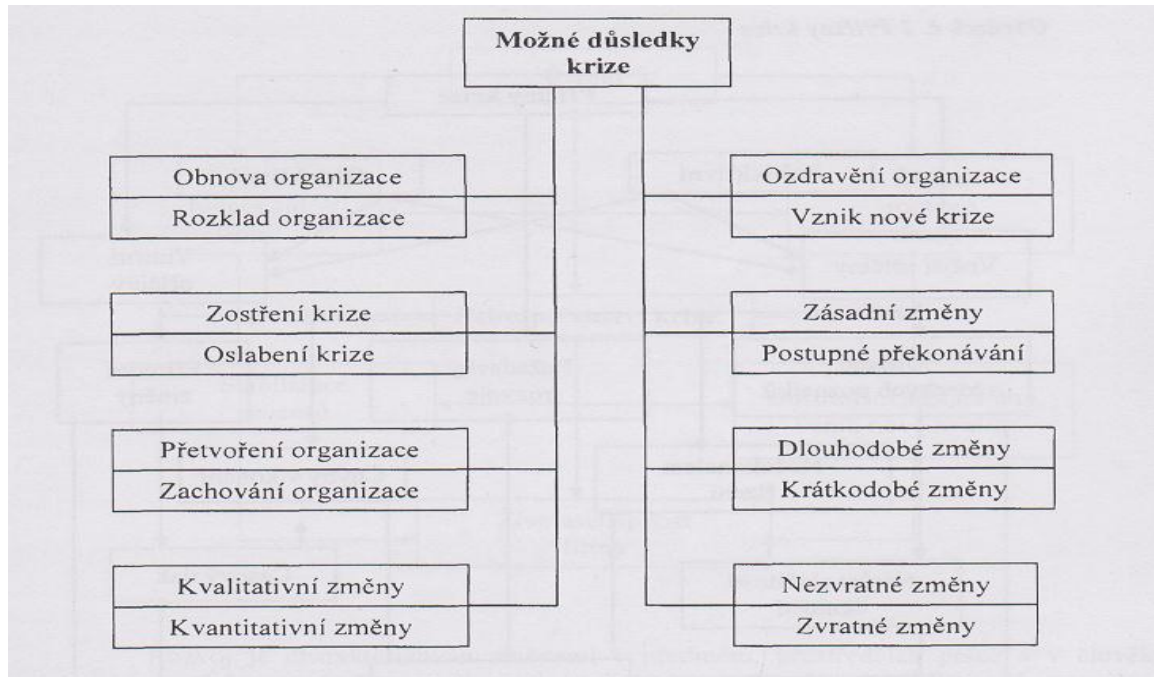 Možné důsledky
krize
Obnova organizace
Rozklad organizace
Ozdravění organizace
Vznik nové krize
Zostření krize
Oslabení krize
Zásadní změny
Postupné překonávání
Přetvoření organizace
Zachování organizace
Dlouhodobé změny
Krátkodobé změny
Kvalitativní změny
Kvantitativní změny
Nezvratné změny
Zvratné změny